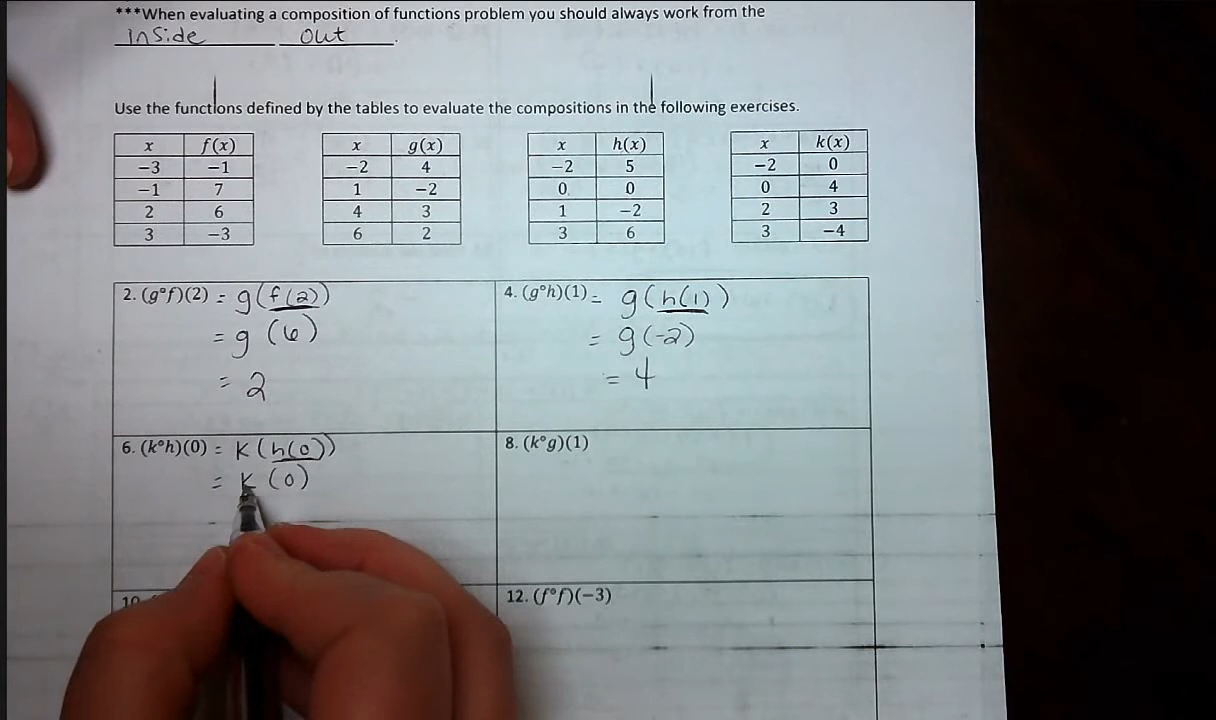 ***When evaluating a composition of functions problem you should always work from the
inside out.
Use the functions defined by the tables to evaluate the compositions in the following exercises.
x f(x)
−3 −1
−1 7
2 6
3 −3
x g(x)
−2 4
1 −2
4 3
6 2
x h(x)
−2 5
0 0
1 −2
3 6
x k(x)
−2 0
0 4
2 3
3 −4
2. (g°f)(2) = g(f(2))
= g(6)
= 2
4. (g°h)(1) = g(h(1))
= g(-2)
= 4
6. (k°h)(0) = K(h(0))
= K(0)
8. (k°g)(1)
10
12. (f°f)(−3)